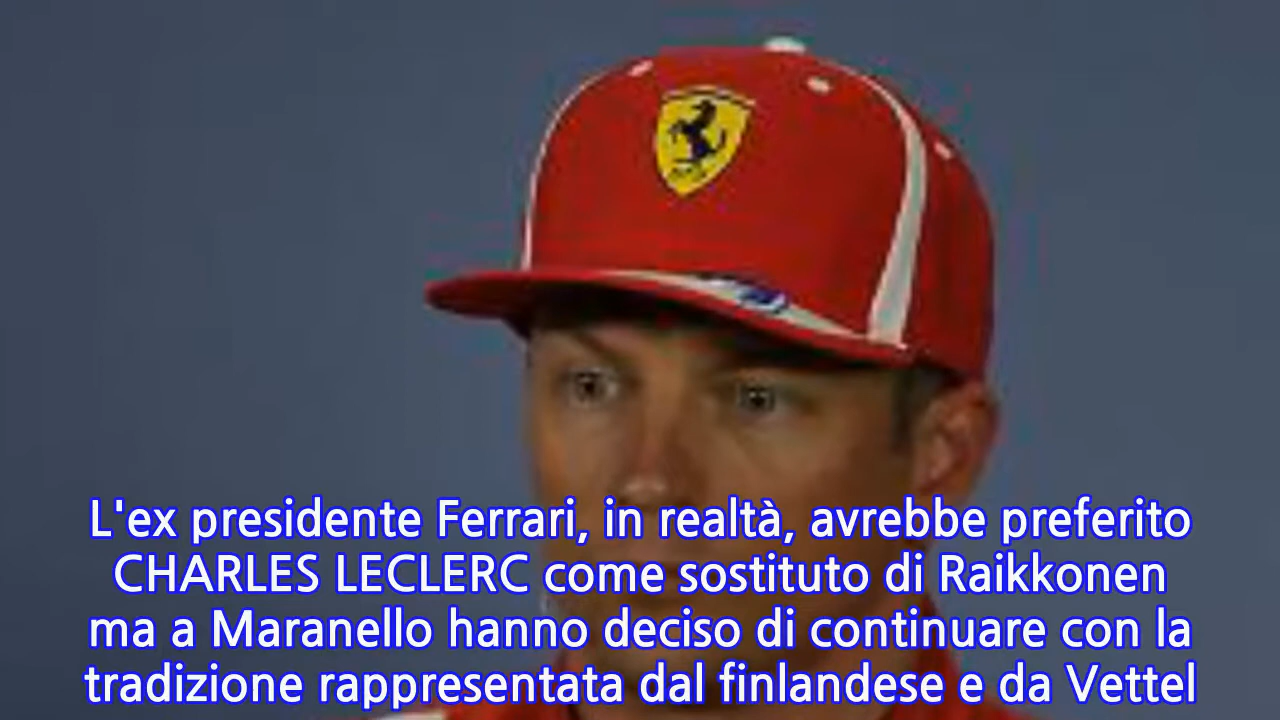 L'ex presidente Ferrari, in realtà, avrebbe preferito
CHARLES LECLERC come sostituto di Raikkonen
ma a Maranello hanno deciso di continuare con la
tradizione rappresentata dal finlandese e da Vettel